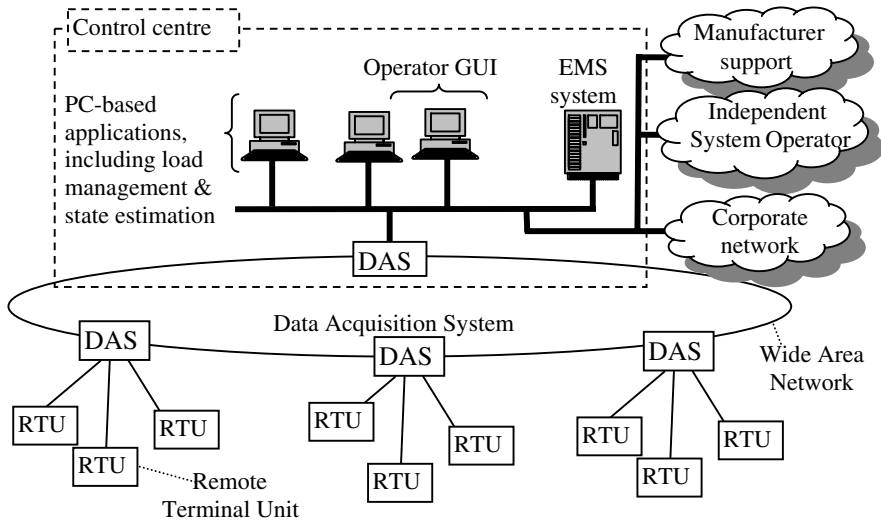 Control centre
Manufacturer
support
Operator GUI
EMS
system
PC-based
applications,
including load
management &
state estimation
Independent
System Operator
Corporate
network
DAS
Data Acquisition System
DAS
DAS
DAS
Wide Area
Network
RTU
RTU
RTU
RTU
RTU
RTU
RTU
RTU
RTU
Remote
Terminal Unit